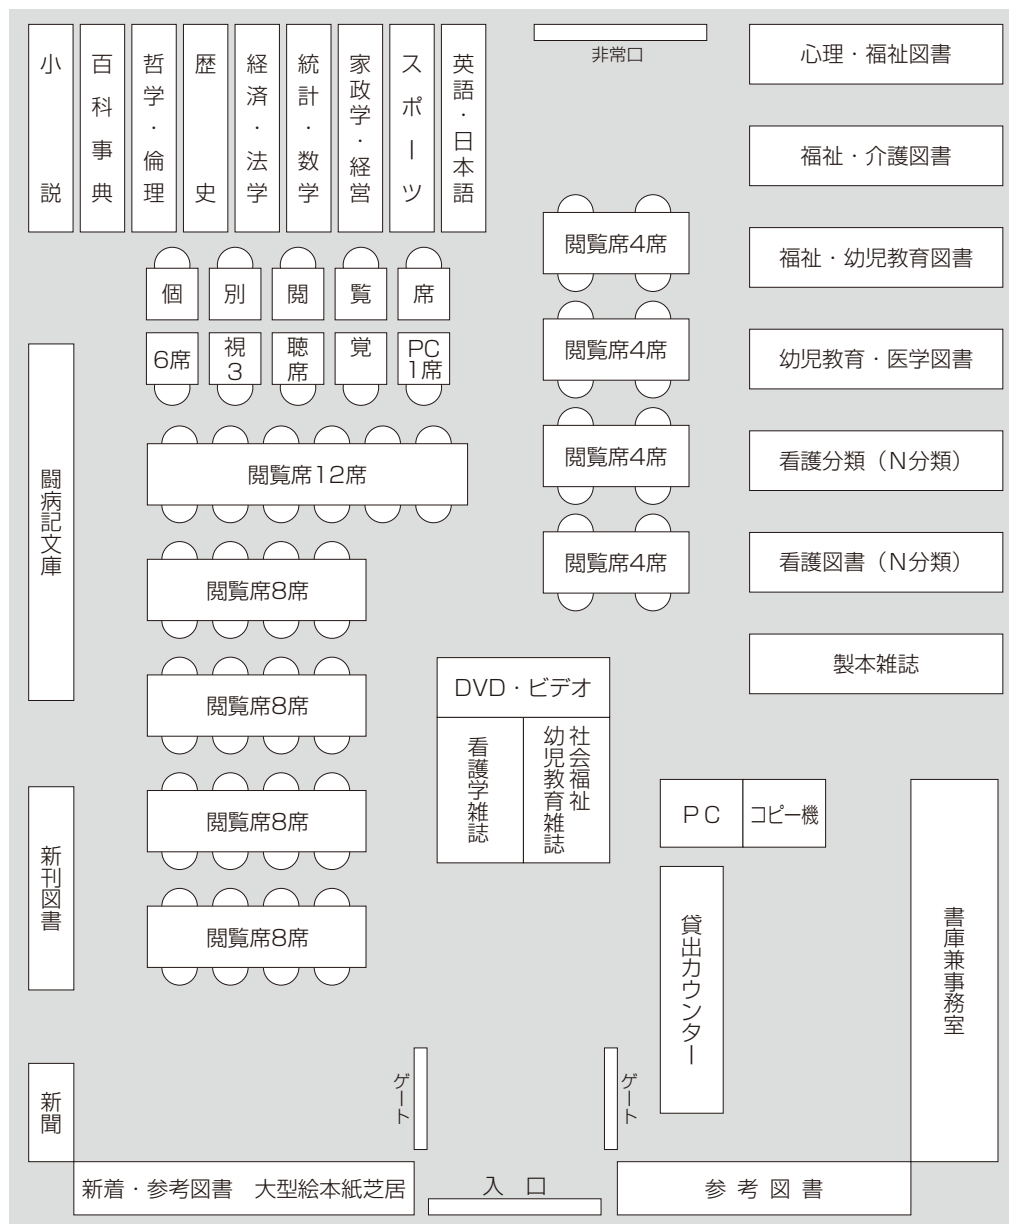 小説
百科事典
哲学・倫理
歴史
経済・法学
統計・数学
家政学・経営
スポーツ
英語・日本語
非常口
心理・福祉図書
福祉・介護図書
福祉・幼児教育図書
幼児教育・医学図書
看護分類（N分類）
看護図書（N分類）
製本雑誌
閲覧席4席
閲覧席4席
閲覧席4席
閲覧席4席
個別閲覧席
6席
視聴覚
3席
PC
1席
閲覧席12席
閲覧席8席
閲覧席8席
閲覧席8席
閲覧席8席
闘病記文庫
新刊図書
新聞
DVD・ビデオ
看護学雑誌
社会福祉
幼児教育雑誌
PC
コピー機
貸出カウンター
書庫兼事務室
ゲート
ゲート
新着・参考図書　大型絵本紙芝居
入口
参考図書